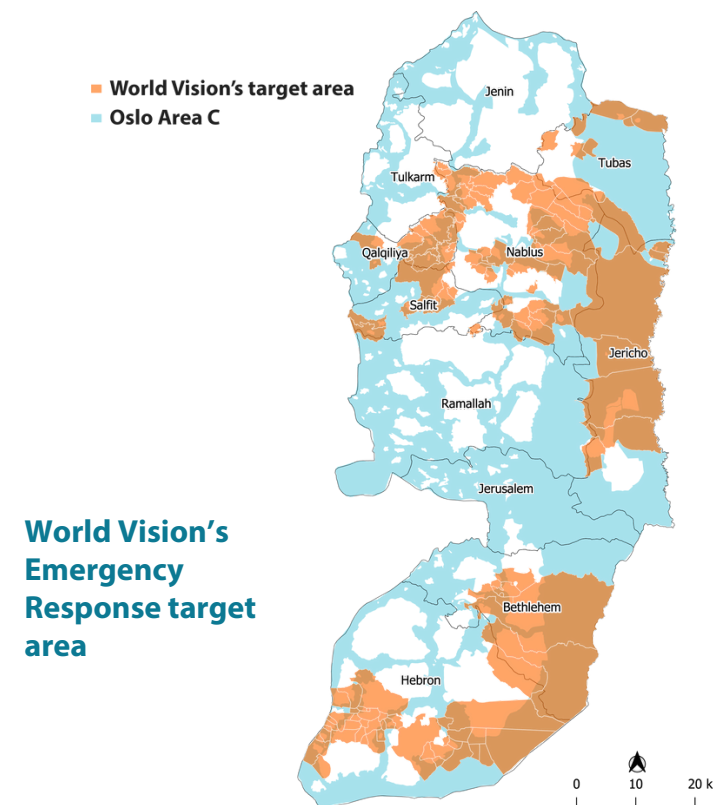 World Vision's target area
Oslo Area C
Jenin
Tubas
Tulkarm
Qalqiliya
Nablus
Salfit
Jericho
Ramallah
Jerusalem
World Vision's
Emergency
Response target
area
Bethlehem
Hebron
0 10 20 k